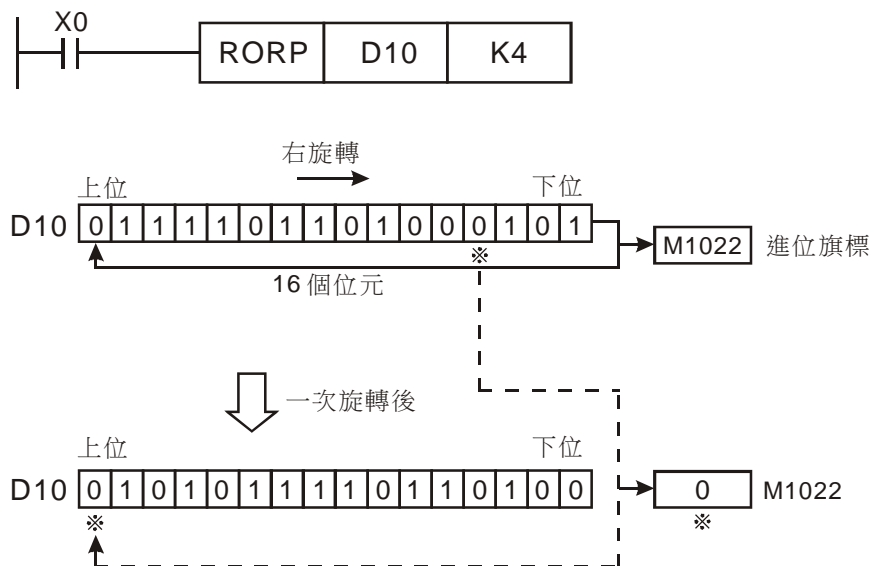 X0
RORP D10 K4
右旋轉
上位 下位
D10 0 1 1 1 1 0 1 1 0 1 0 0 0 1 0 1 M1022 進位旗標
※
16個位元
一次旋轉後
上位 下位
D10 0 1 0 1 0 1 1 1 1 0 1 1 0 1 0 0 0 M1022
※ ※